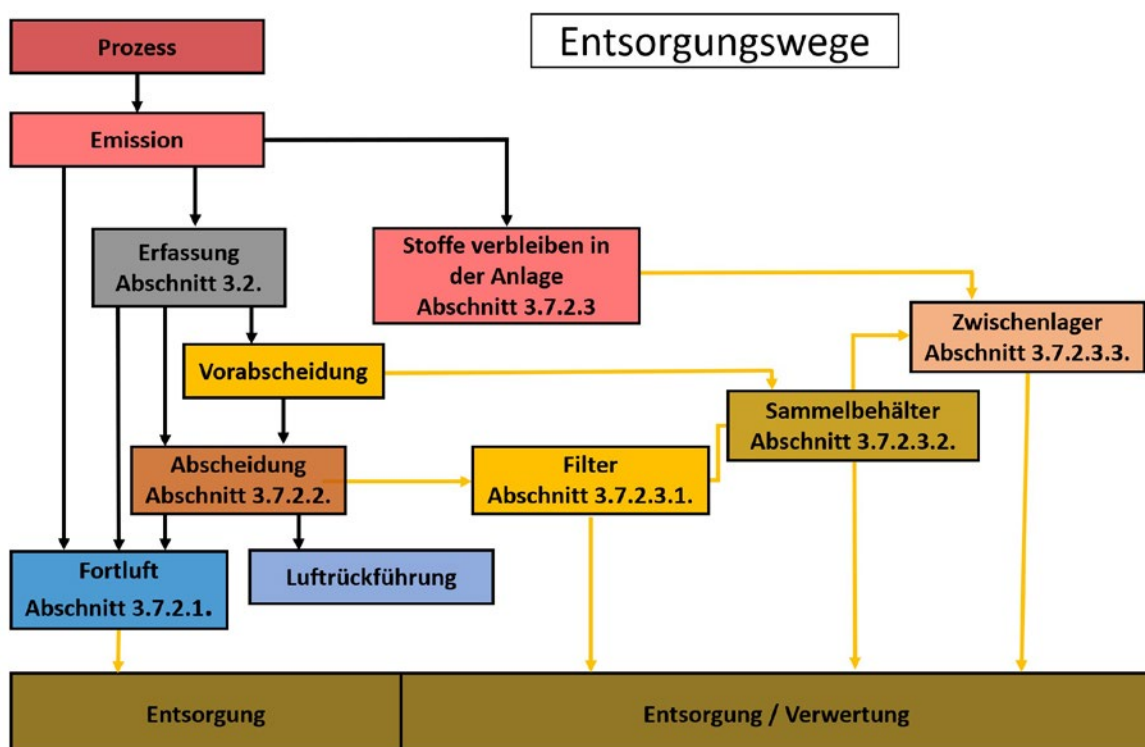 Entsorgungswege
Prozess
Emission
Erfassung
Abschnitt 3.2.
Stoffe verbleiben in
der Anlage
Abschnitt 3.7.2.3
Zwischenlager
Abschnitt 3.7.2.3.3.
Vorabscheidung
Sammelbehälter
Abschnitt 3.7.2.3.2.
Abscheidung
Abschnitt 3.7.2.2.
Filter
Abschnitt 3.7.2.3.1.
Fortluft
Abschnitt 3.7.2.1.
Luftrückführung
Entsorgung
Entsorgung / Verwertung